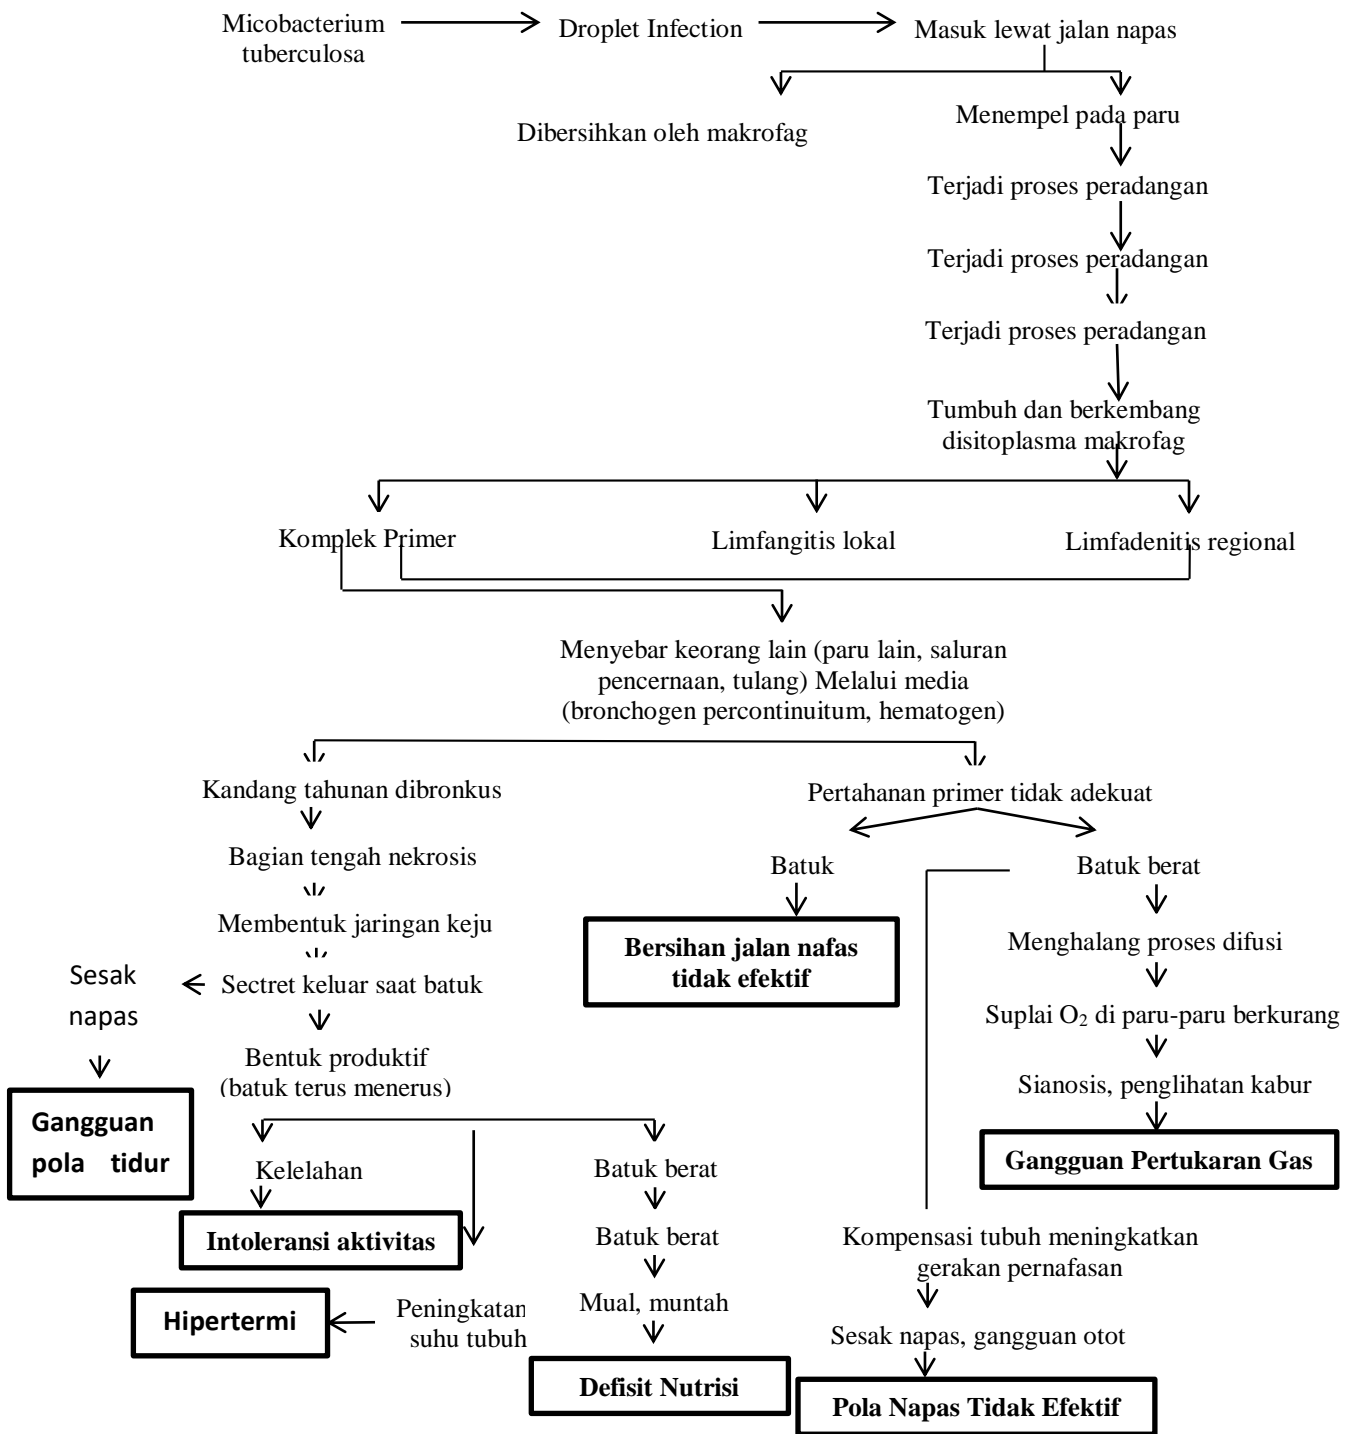 Micobacterium
tuberculosa
Droplet Infection
Masuk lewat jalan napas
Dibersihkan oleh makrofag
Menempel pada paru
Terjadi proses peradangan
Terjadi proses peradangan
Terjadi proses peradangan
Tumbuh dan berkembang
disitoplasma makrofag
Komplek Primer
Limfangitis lokal
Limfadenitis regional
Menyebar keorang lain (paru lain, saluran
pencernaan, tulang) Melalui media
(bronchogen percontinuitum, hematogen)
Kandang tahunan dibronkus
Pertahanan primer tidak adekuat
Bagian tengah nekrosis
Membentuk jaringan keju
Sectret keluar saat batuk
Sesak
napas
Gangguan
pola tidur
Bentuk produktif
(batuk terus menerus)
Kelelahan
Intoleransi aktivitas
Peningkatan
suhu tubuh
Hipertermi
Batuk berat
Batuk berat
Mual, muntah
Defisit Nutrisi
Batuk
Bersihan jalan nafas
tidak efektif
Batuk berat
Menghalang proses difusi
Suplai O₂ di paru-paru berkurang
Sianosis, penglihatan kabur
Gangguan Pertukaran Gas
Kompensasi tubuh meningkatkan
gerakan pernafasan
Sesak napas, gangguan otot
Pola Napas Tidak Efektif